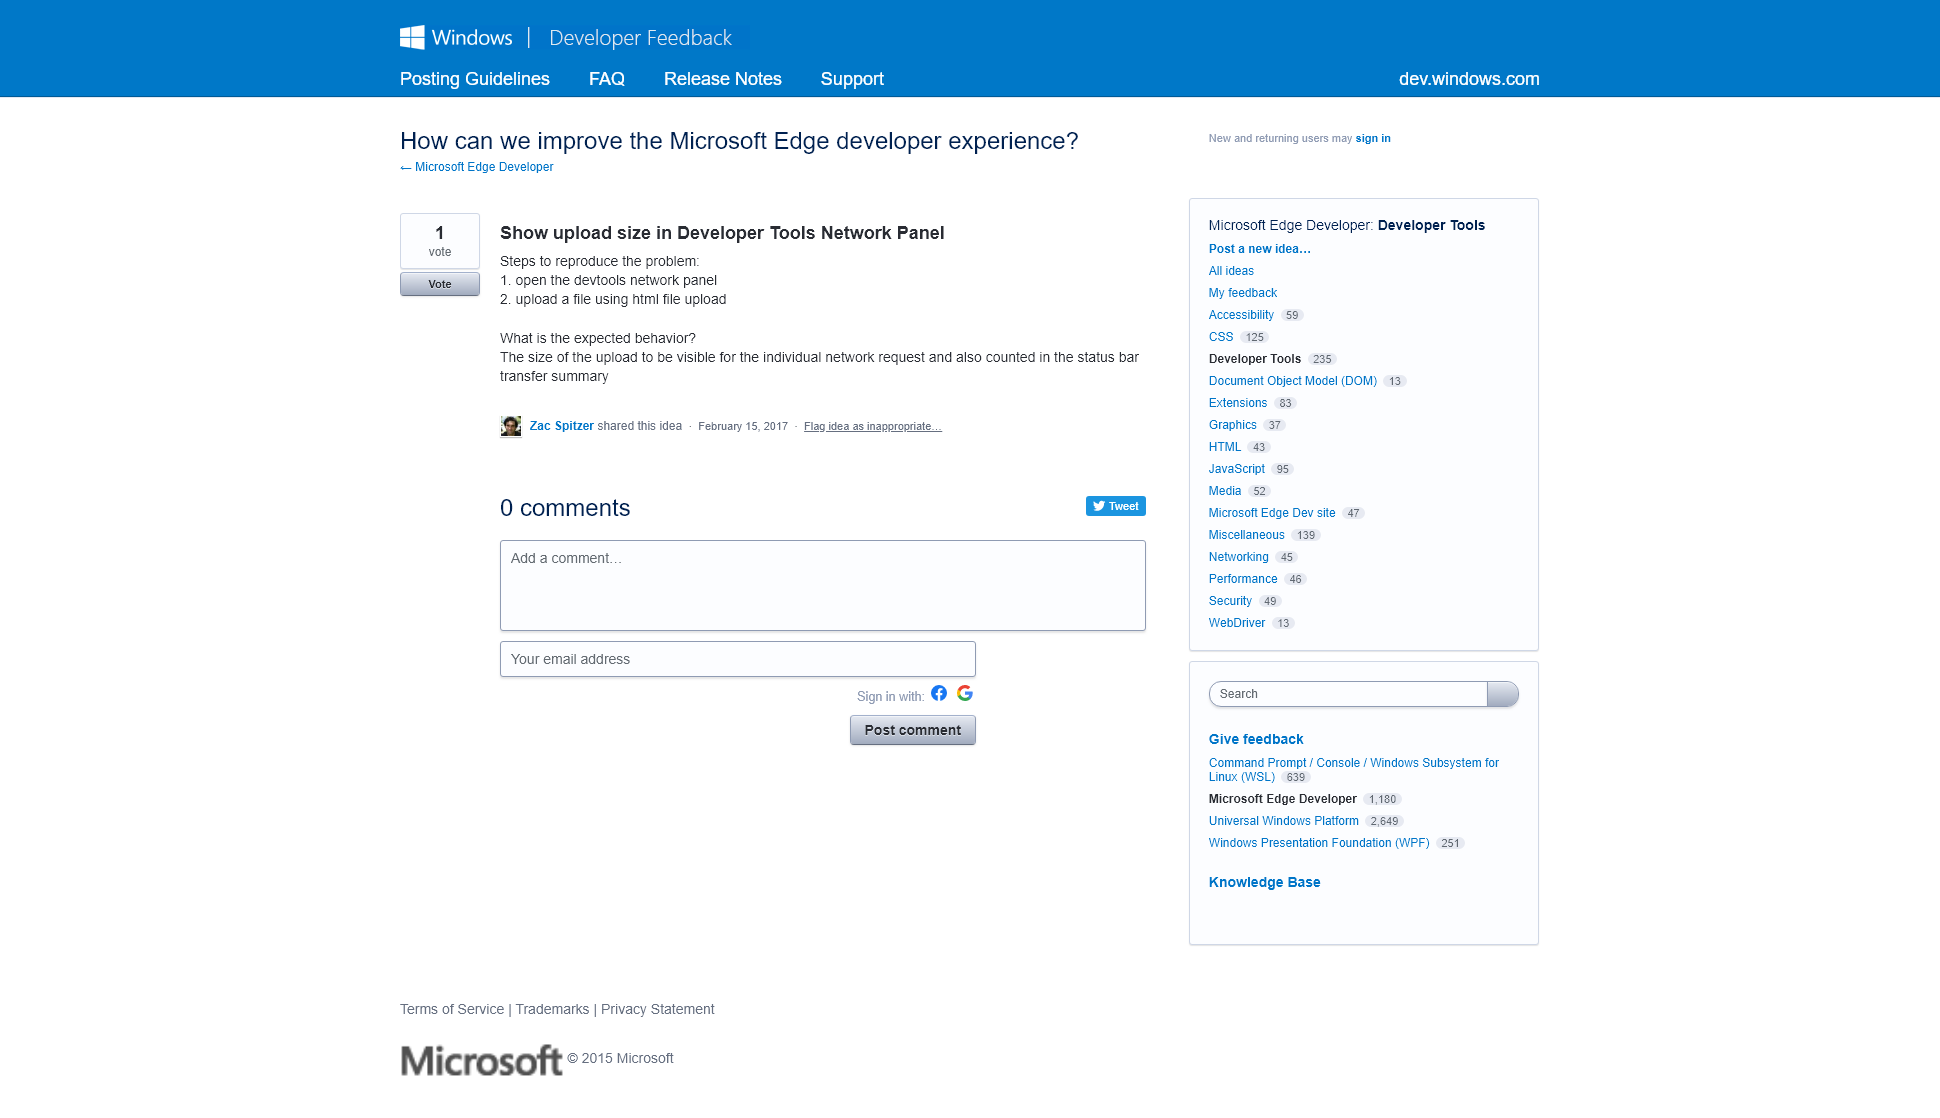 Windows | Developer Feedback
Posting Guidelines FAQ Release Notes Support dev.windows.com
How can we improve the Microsoft Edge developer experience?
← Microsoft Edge Developer
New and returning users may sign in
1
vote
Vote
Show upload size in Developer Tools Network Panel
Steps to reproduce the problem:
1. open the devtools network panel
2. upload a file using html file upload
What is the expected behavior?
The size of the upload to be visible for the individual network request and also counted in the status bar
transfer summary
Zac Spitzer shared this idea · February 15, 2017 · Flag idea as inappropriate…
0 comments
Tweet
Add a comment…
Your email address
Sign in with:
Post comment
Microsoft Edge Developer: Developer Tools
Post a new idea…
All ideas
My feedback
Accessibility 59
CSS 125
Developer Tools 235
Document Object Model (DOM) 13
Extensions 83
Graphics 37
HTML 43
JavaScript 95
Media 52
Microsoft Edge Dev site 47
Miscellaneous 139
Networking 45
Performance 46
Security 49
WebDriver 13
Search
Give feedback
Command Prompt / Console / Windows Subsystem for
Linux (WSL) 639
Microsoft Edge Developer 1,180
Universal Windows Platform 2,649
Windows Presentation Foundation (WPF) 251
Knowledge Base
Terms of Service | Trademarks | Privacy Statement
Microsoft © 2015 Microsoft